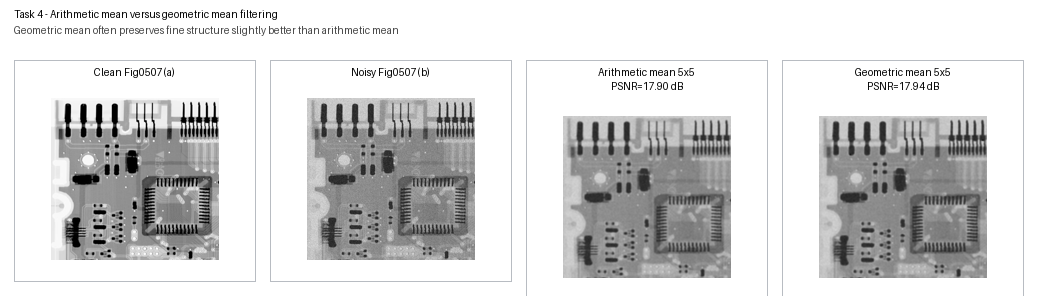 Task 4 - Arithmetic mean versus geometric mean filtering
Geometric mean often preserves fine structure slightly better than arithmetic mean
Clean Fig0507(a)
Noisy Fig0507(b)
Arithmetic mean 5x5
PSNR=17.90 dB
Geometric mean 5x5
PSNR=17.94 dB